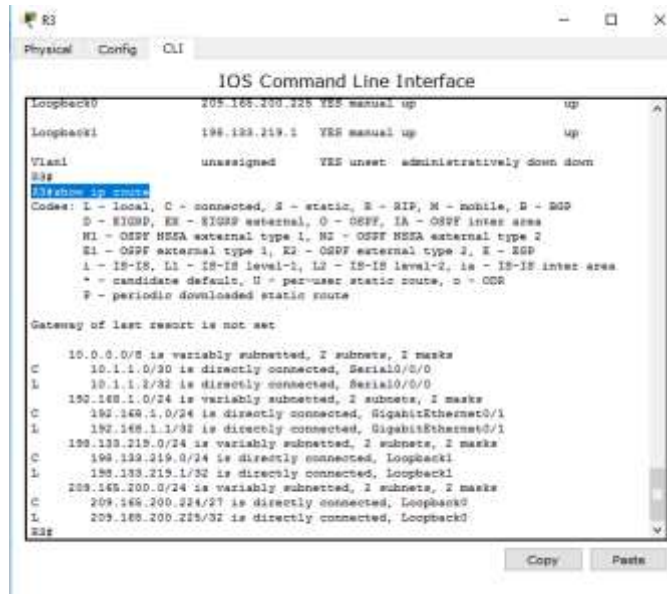 R3
Physical Config CLI
IOS Command Line Interface
Loopback0 209.165.200.225 YES manual up up
Loopback1 198.133.219.1 YES manual up up
Vlan1 unassigned YES unset administratively down down
R3#
R3#show ip route
Codes: L - local, C - connected, S - static, R - RIP, M - mobile, B - BGP
D - EIGRP, EX - EIGRP external, O - OSPF, IA - OSPF inter area
N1 - OSPF NSSA external type 1, N2 - OSPF NSSA external type 2
E1 - OSPF external type 1, E2 - OSPF external type 2, E - EGP
i - IS-IS, L1 - IS-IS level-1, L2 - IS-IS level-2, ia - IS-IS inter area
* - candidate default, U - per-user static route, o - ODR
P - periodic downloaded static route
Gateway of last resort is not set
10.0.0.0/8 is variably subnetted, 2 subnets, 2 masks
C 10.1.1.0/30 is directly connected, Serial0/0/0
L 10.1.1.2/32 is directly connected, Serial0/0/0
192.168.1.0/24 is variably subnetted, 2 subnets, 2 masks
C 192.168.1.0/24 is directly connected, GigabitEthernet0/1
L 192.168.1.1/32 is directly connected, GigabitEthernet0/1
198.133.219.0/24 is variably subnetted, 2 subnets, 2 masks
C 198.133.219.0/24 is directly connected, Loopback1
L 198.133.219.1/32 is directly connected, Loopback1
209.165.200.0/24 is variably subnetted, 2 subnets, 2 masks
C 209.165.200.224/27 is directly connected, Loopback0
L 209.165.200.225/32 is directly connected, Loopback0
R3#
Copy Paste